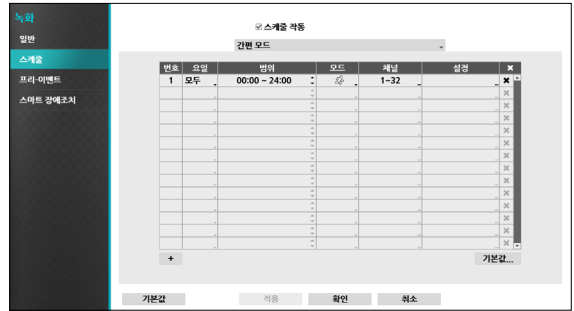 녹화
일반
스케줄
프리-이벤트
스마트 장애조치
스케줄 작동
간편 모드
번호 요일 범위 모드 채널 설정
1 모두 00:00 ~ 24:00 1~32
+
기본값...
기본값 적용 확인 취소